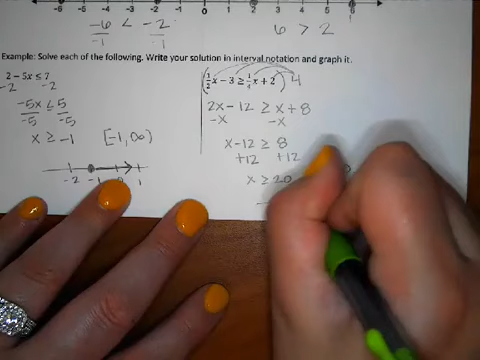 -6 < -2
-1 -1
6 > 2
-6 -5 -4 -3 -2 -1 0 1 2 3 4 5 6
Example: Solve each of the following. Write your solution in interval notation and graph it.
2 - 5x ≤ 7
-2 -2
-5x ≤ 5
-5 -5
x ≥ -1 [-1, ∞)
-2 -1 1
(1/2x - 3 ≥ 1/4x + 2) 4
2x - 12 ≥ x + 8
-x -x
x - 12 ≥ 8
+12 +12
x ≥ 20